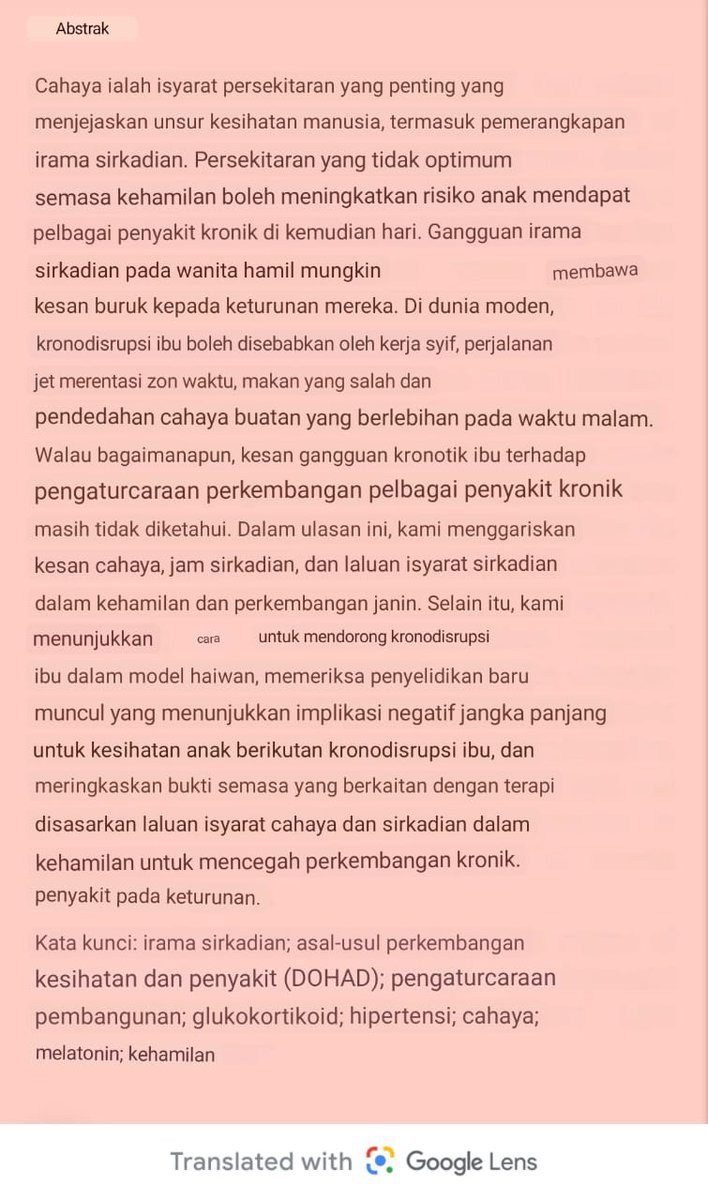 Abstrak
Cahaya ialah isyarat persekitaran yang penting yang
menjejaskan unsur kesihatan manusia, termasuk pemerangkapan
irama sirkadian. Persekitaran yang tidak optimum
semasa kehamilan boleh meningkatkan risiko anak mendapat
pelbagai penyakit kronik di kemudian hari. Gangguan irama
sirkadian pada wanita hamil mungkin membawa
kesan buruk kepada keturunan mereka. Di dunia moden,
kronodisrupsi ibu boleh disebabkan oleh kerja syif, perjalanan
jet merentasi zon waktu, makan yang salah dan
pendedahan cahaya buatan yang berlebihan pada waktu malam.
Walau bagaimanapun, kesan gangguan kronotik ibu terhadap
pengaturcaraan perkembangan pelbagai penyakit kronik
masih tidak diketahui. Dalam ulasan ini, kami menggariskan
kesan cahaya, jam sirkadian, dan laluan isyarat sirkadian
dalam kehamilan dan perkembangan janin. Selain itu, kami
menunjukkan cara untuk mendorong kronodisrupsi
ibu dalam model haiwan, memeriksa penyelidikan baru
muncul yang menunjukkan implikasi negatif jangka panjang
untuk kesihatan anak berikutan kronodisrupsi ibu, dan
meringkaskan bukti semasa yang berkaitan dengan terapi
disasarkan laluan isyarat cahaya dan sirkadian dalam
kehamilan untuk mencegah perkembangan kronik.
penyakit pada keturunan.
Kata kunci: irama sirkadian; asal-usul perkembangan
kesihatan dan penyakit (DOHAD); pengaturcaraan
pembangunan; glukokortikoid; hipertensi; cahaya;
melatonin; kehamilan
Translated with Google Lens